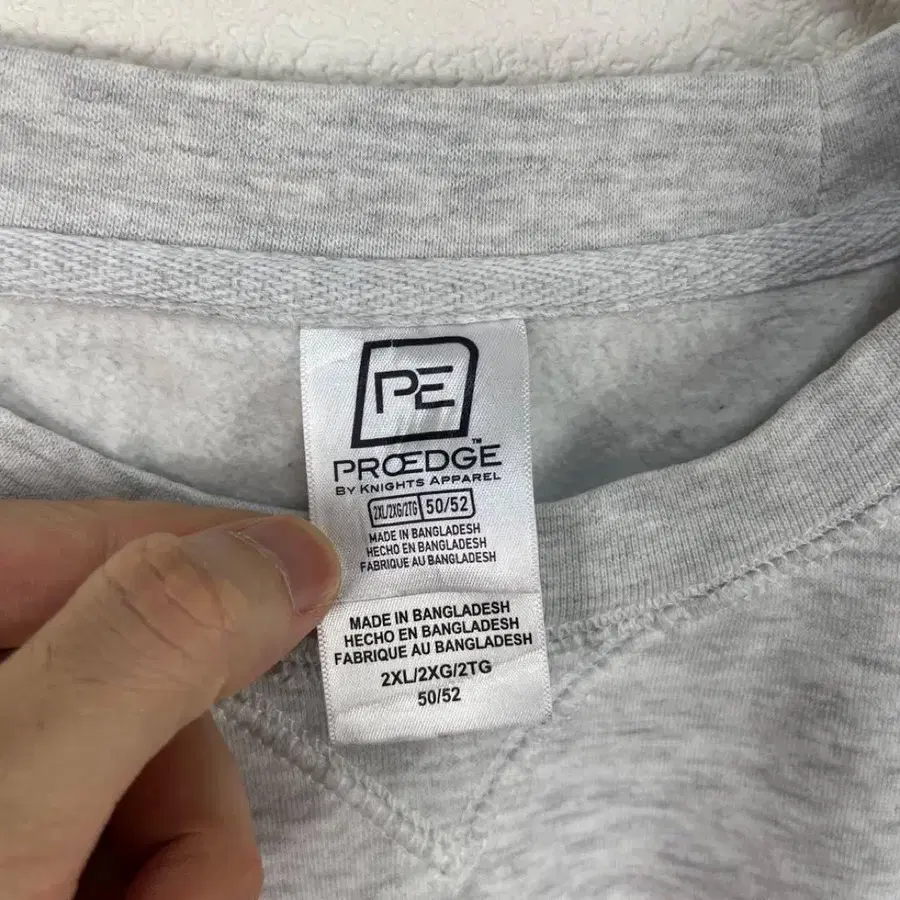 PE
PROEDGE™
BY KNIGHTS APPAREL
2XL/2XG/2TG 50/52
MADE IN BANGLADESH
HECHO EN BANGLADESH
FABRIQUE AU BANGLADESH
MADE IN BANGLADESH
HECHO EN BANGLADESH
FABRIQUE AU BANGLADESH
2XL/2XG/2TG
50/52